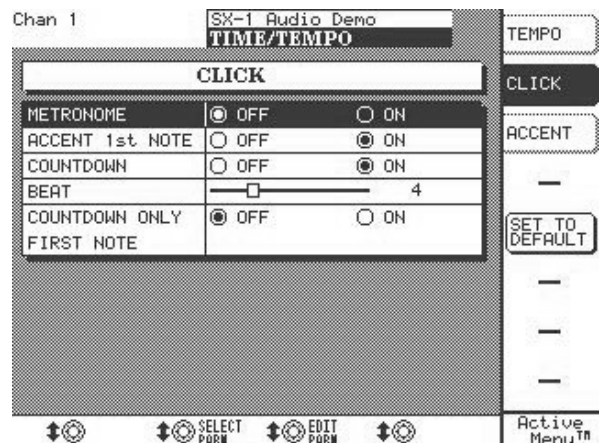 Chan 1
SX-1 Audio Demo
TIME/TEMPO
TEMPO
CLICK
CLICK
METRONOME OFF ON
ACCENT 1st NOTE OFF ON
ACCENT
COUNTDOWN OFF ON
BEAT 4
COUNTDOWN ONLY OFF ON
FIRST NOTE
SET TO
DEFAULT
SELECT
PARM
EDIT
PARM
Active
Menu™